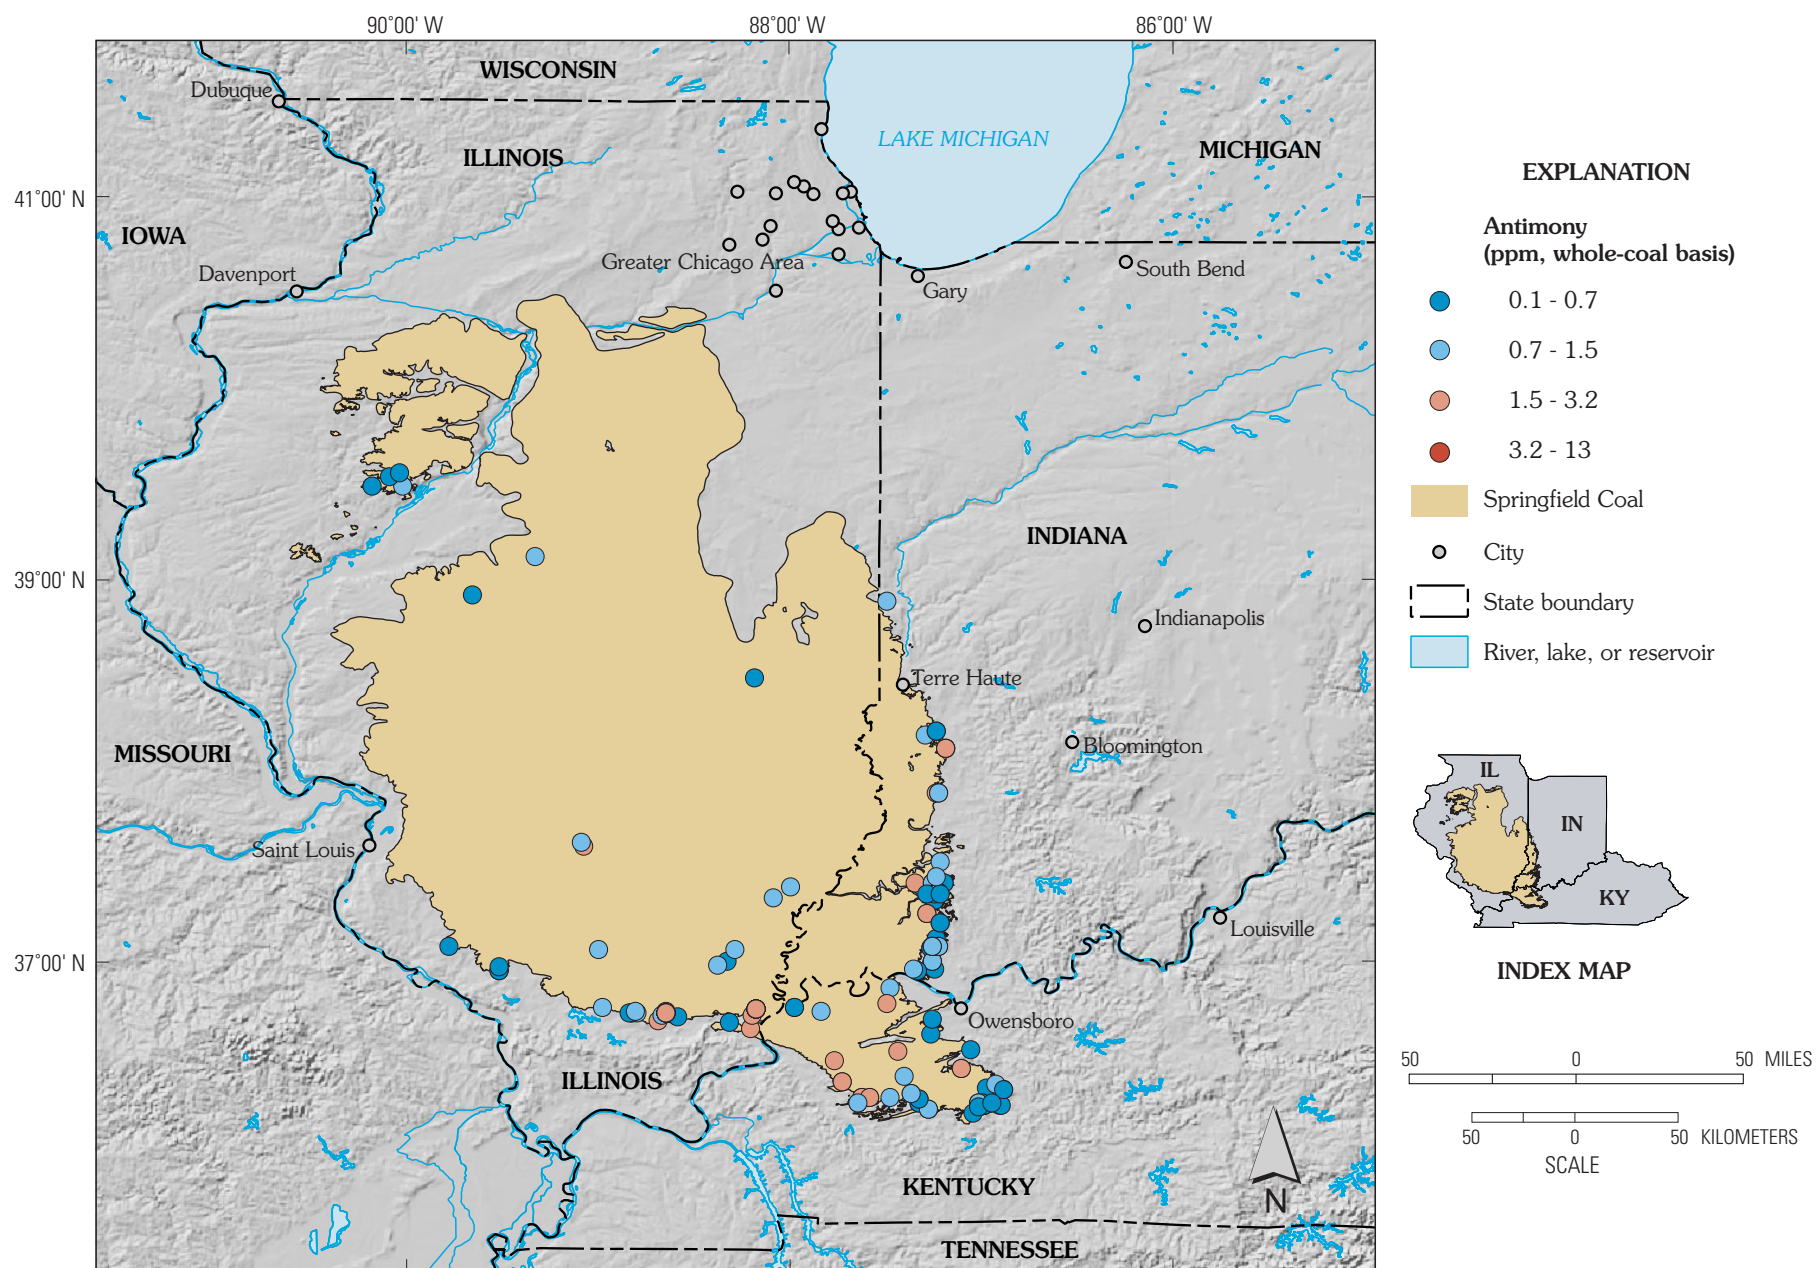 90°00' W
88°00' W
86°00' W
WISCONSIN
Dubuque
LAKE MICHIGAN
ILLINOIS
MICHIGAN
41°00' N
IOWA
Greater Chicago Area
Davenport
South Bend
Gary
INDIANA
39°00' N
Indianapolis
Terre Haute
MISSOURI
Bloomington
Saint Louis
Louisville
37°00' N
Owensboro
ILLINOIS
KENTUCKY
N
TENNESSEE
EXPLANATION
Antimony
(ppm, whole-coal basis)
0.1 - 0.7
0.7 - 1.5
1.5 - 3.2
3.2 - 13
Springfield Coal
City
State boundary
River, lake, or reservoir
IL
IN
KY
INDEX MAP
50 0 50 MILES
50 0 50 KILOMETERS
SCALE